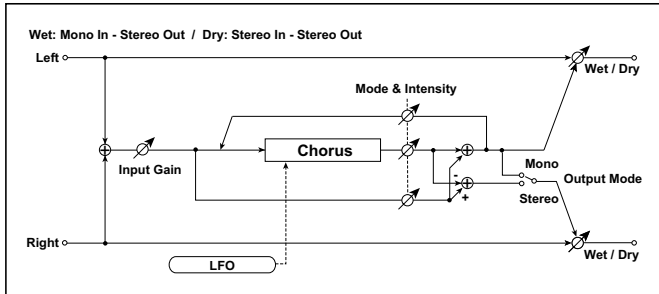 Wet: Mono In - Stereo Out / Dry: Stereo In - Stereo Out
Left
Wet / Dry
Mode & Intensity
+
Chorus
+
Input Gain
Mono
-
+
Output Mode
+
Stereo
Right
LFO
Wet / Dry